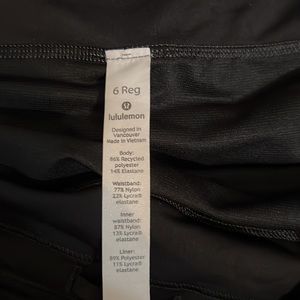 6 Reg
lululemon
Designed in
Vancouver
Made in Vietnam
Body:
86% Recycled
polyester
14% Elastane
Waistband:
77% Nylon
23% Lycra®
elastane
Inner
waistband:
87% Nylon
13% Lycra®
elastane
Liner:
89% Polyester
11% Lycra®
elastane